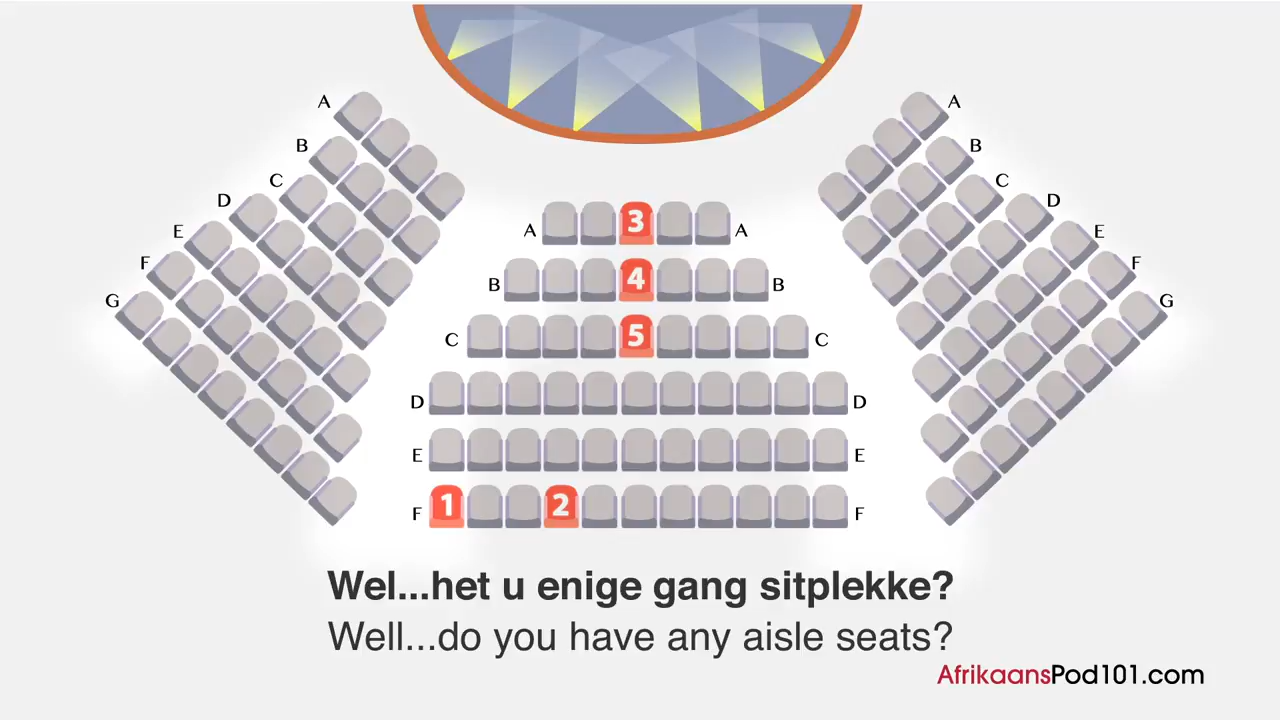 A A
B B
C C
D D
E E
F F
G G
A 3 A
B 4 B
C 5 C
D D
E E
F 1 2 F
Wel...het u enige gang sitplekke?
Well...do you have any aisle seats?
AfrikaansPod101.com